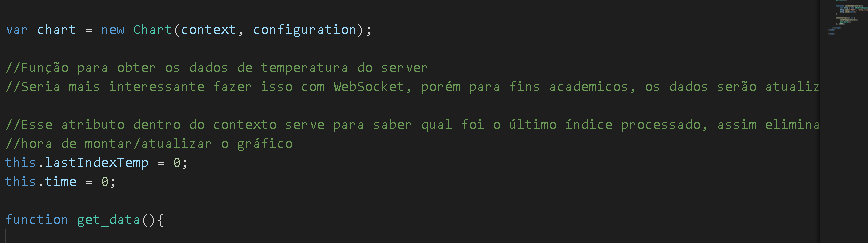 var chart = new Chart(context, configuration);
//Função para obter os dados de temperatura do server
//Seria mais interessante fazer isso com WebSocket, porém para fins academicos, os dados serão
//Esse atributo dentro do contexto serve para saber qual foi o último índice processado, assim
//hora de montar/atualizar o gráfico
this.lastIndexTemp = 0;
this.time = 0;
function get_data(){